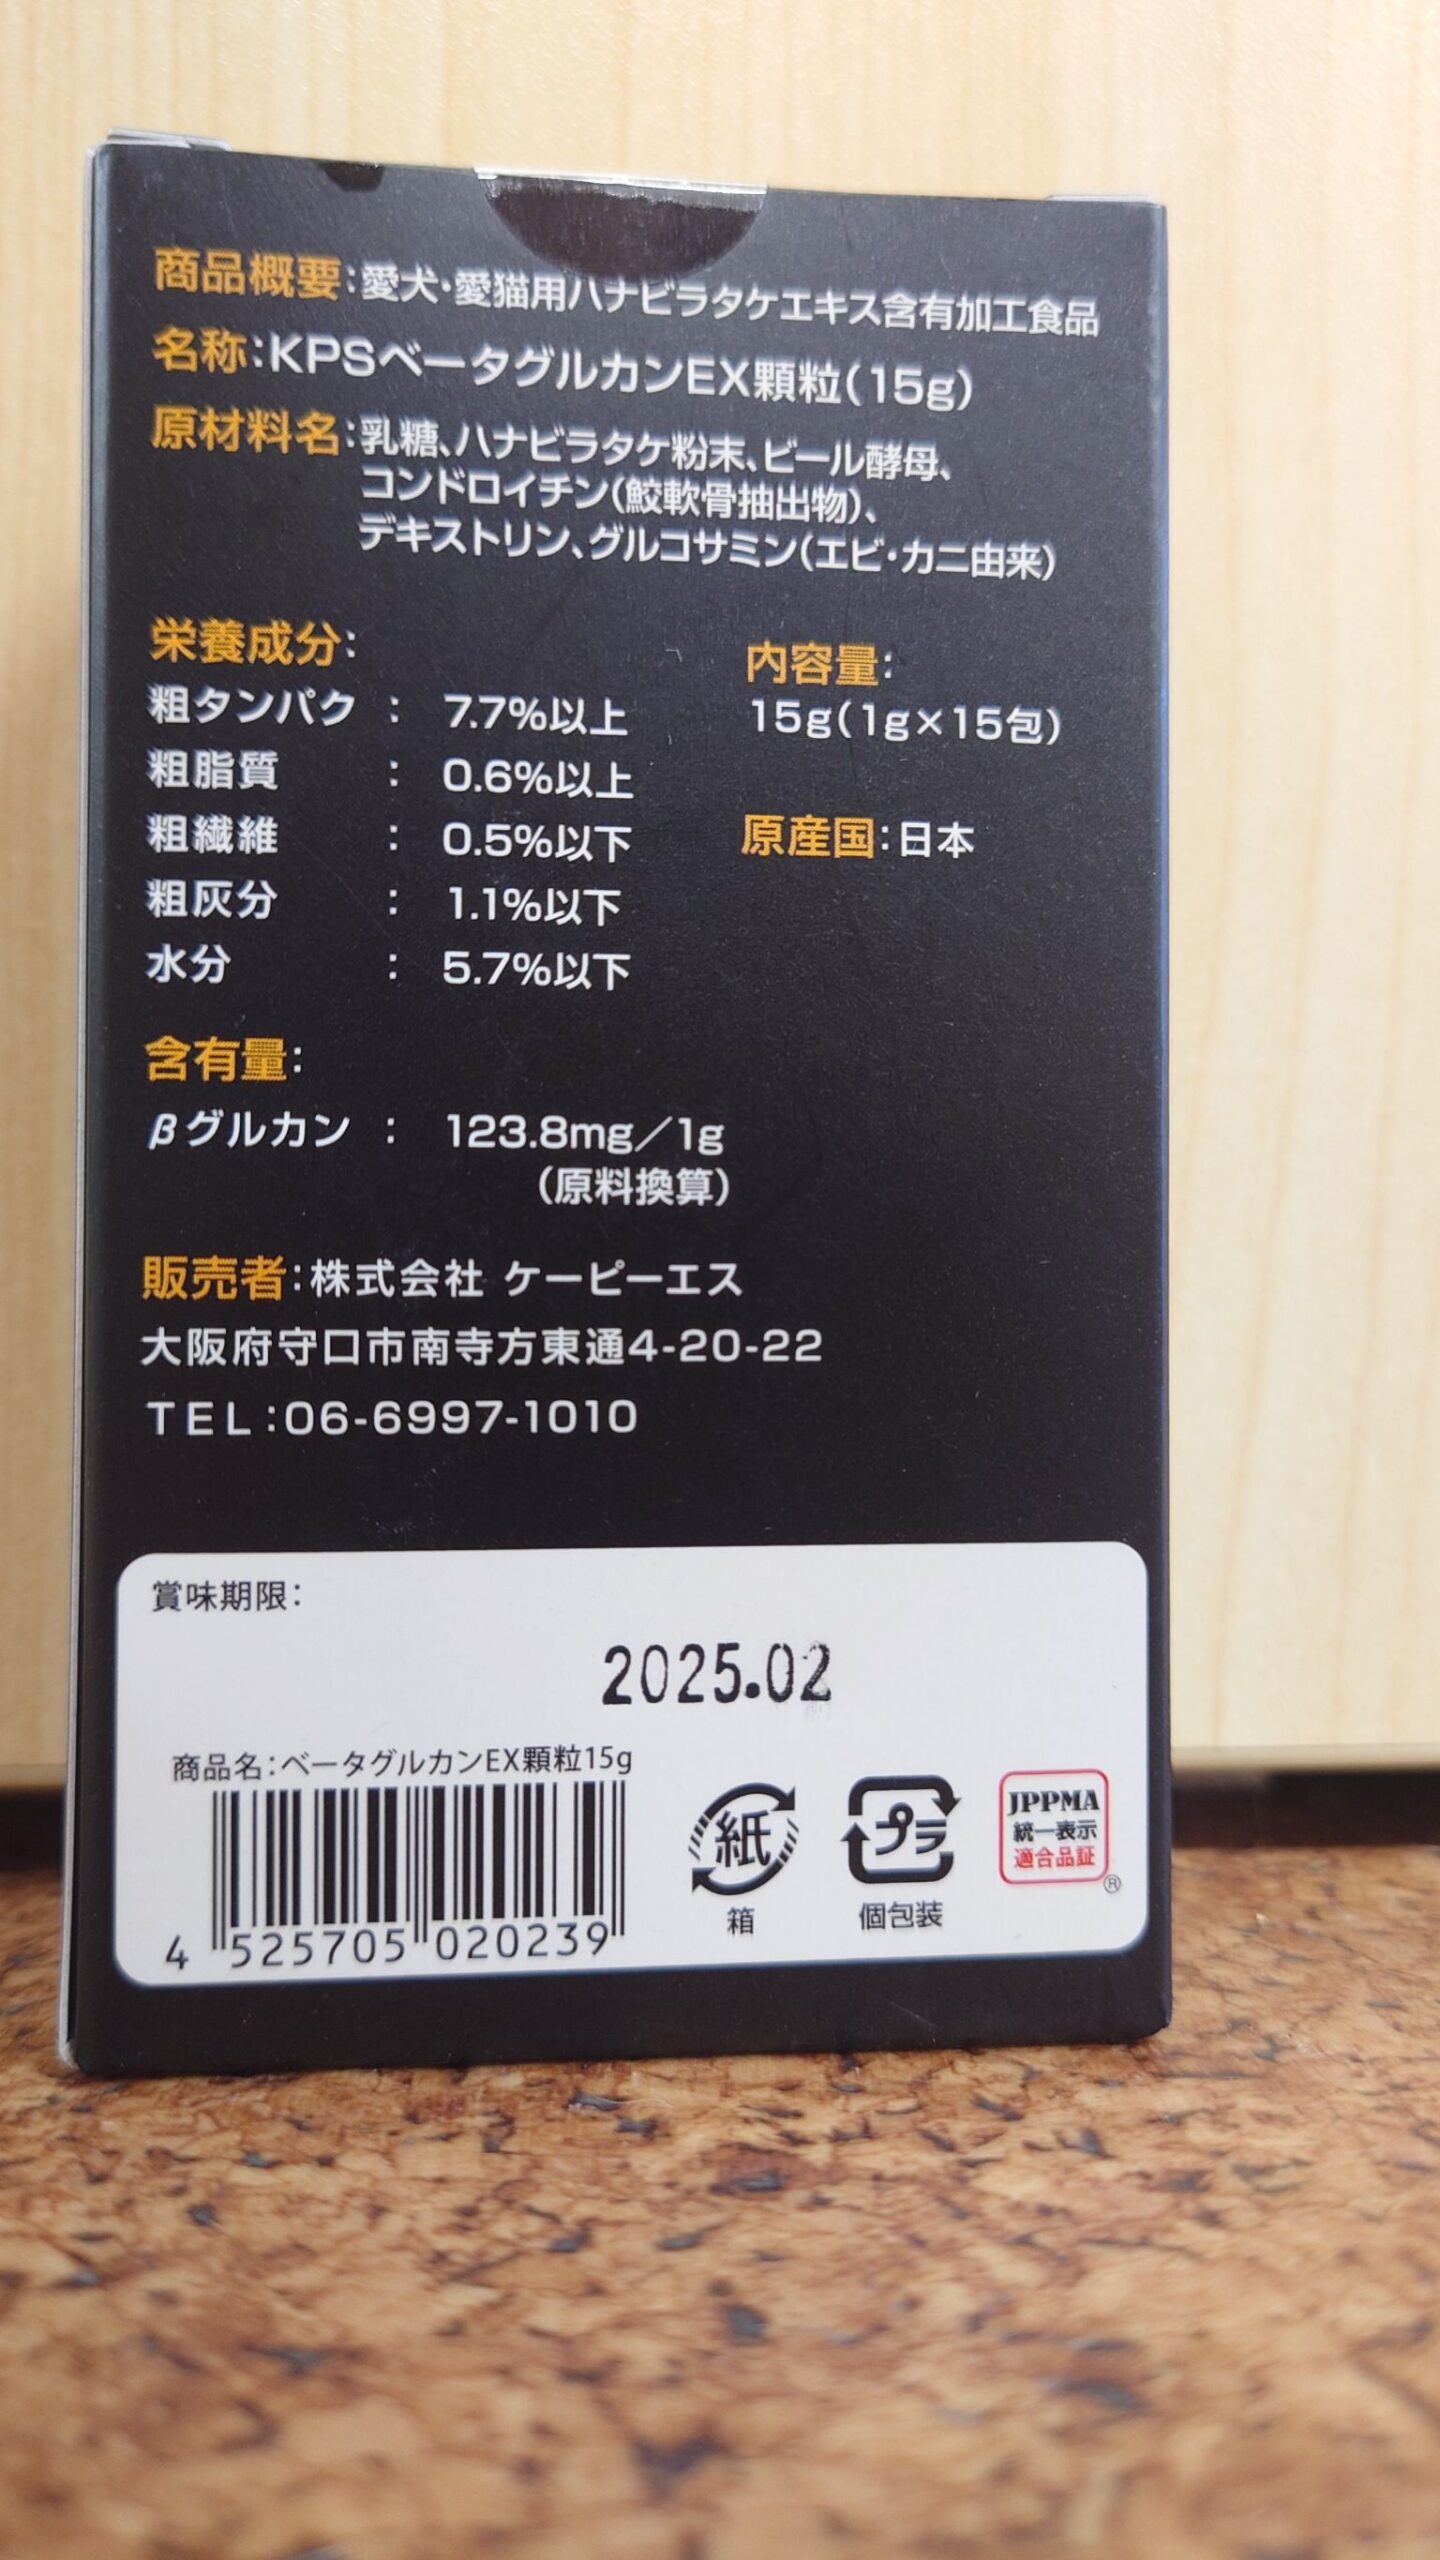 商品概要:愛犬・愛猫用ハナビラタケエキス含有加工食品
名称:KPSベータグルカンEX顆粒(15g)
原材料名:乳糖、ハナビラタケ粉末、ビール酵母、
コンドロイチン(鮫軟骨抽出物)、
デキストリン、グルコサミン(エビ・カニ由来)
栄養成分:
粗タンパク : 7.7%以上
粗脂質 : 0.6%以上
粗繊維 : 0.5%以下
粗灰分 : 1.1%以下
水分 : 5.7%以下
内容量:
15g(1g×15包)
原産国:日本
含有量:
βグルカン : 123.8mg／1g
(原料換算)
販売者:株式会社 ケーピーエス
大阪府守口市南寺方東通4-20-22
TEL:06-6997-1010
賞味期限:
2025.02
商品名:ベータグルカンEX顆粒15g
4 525705 020239
紙
箱
プラ
個包装
JPPMA
統一表示
適合品証
®